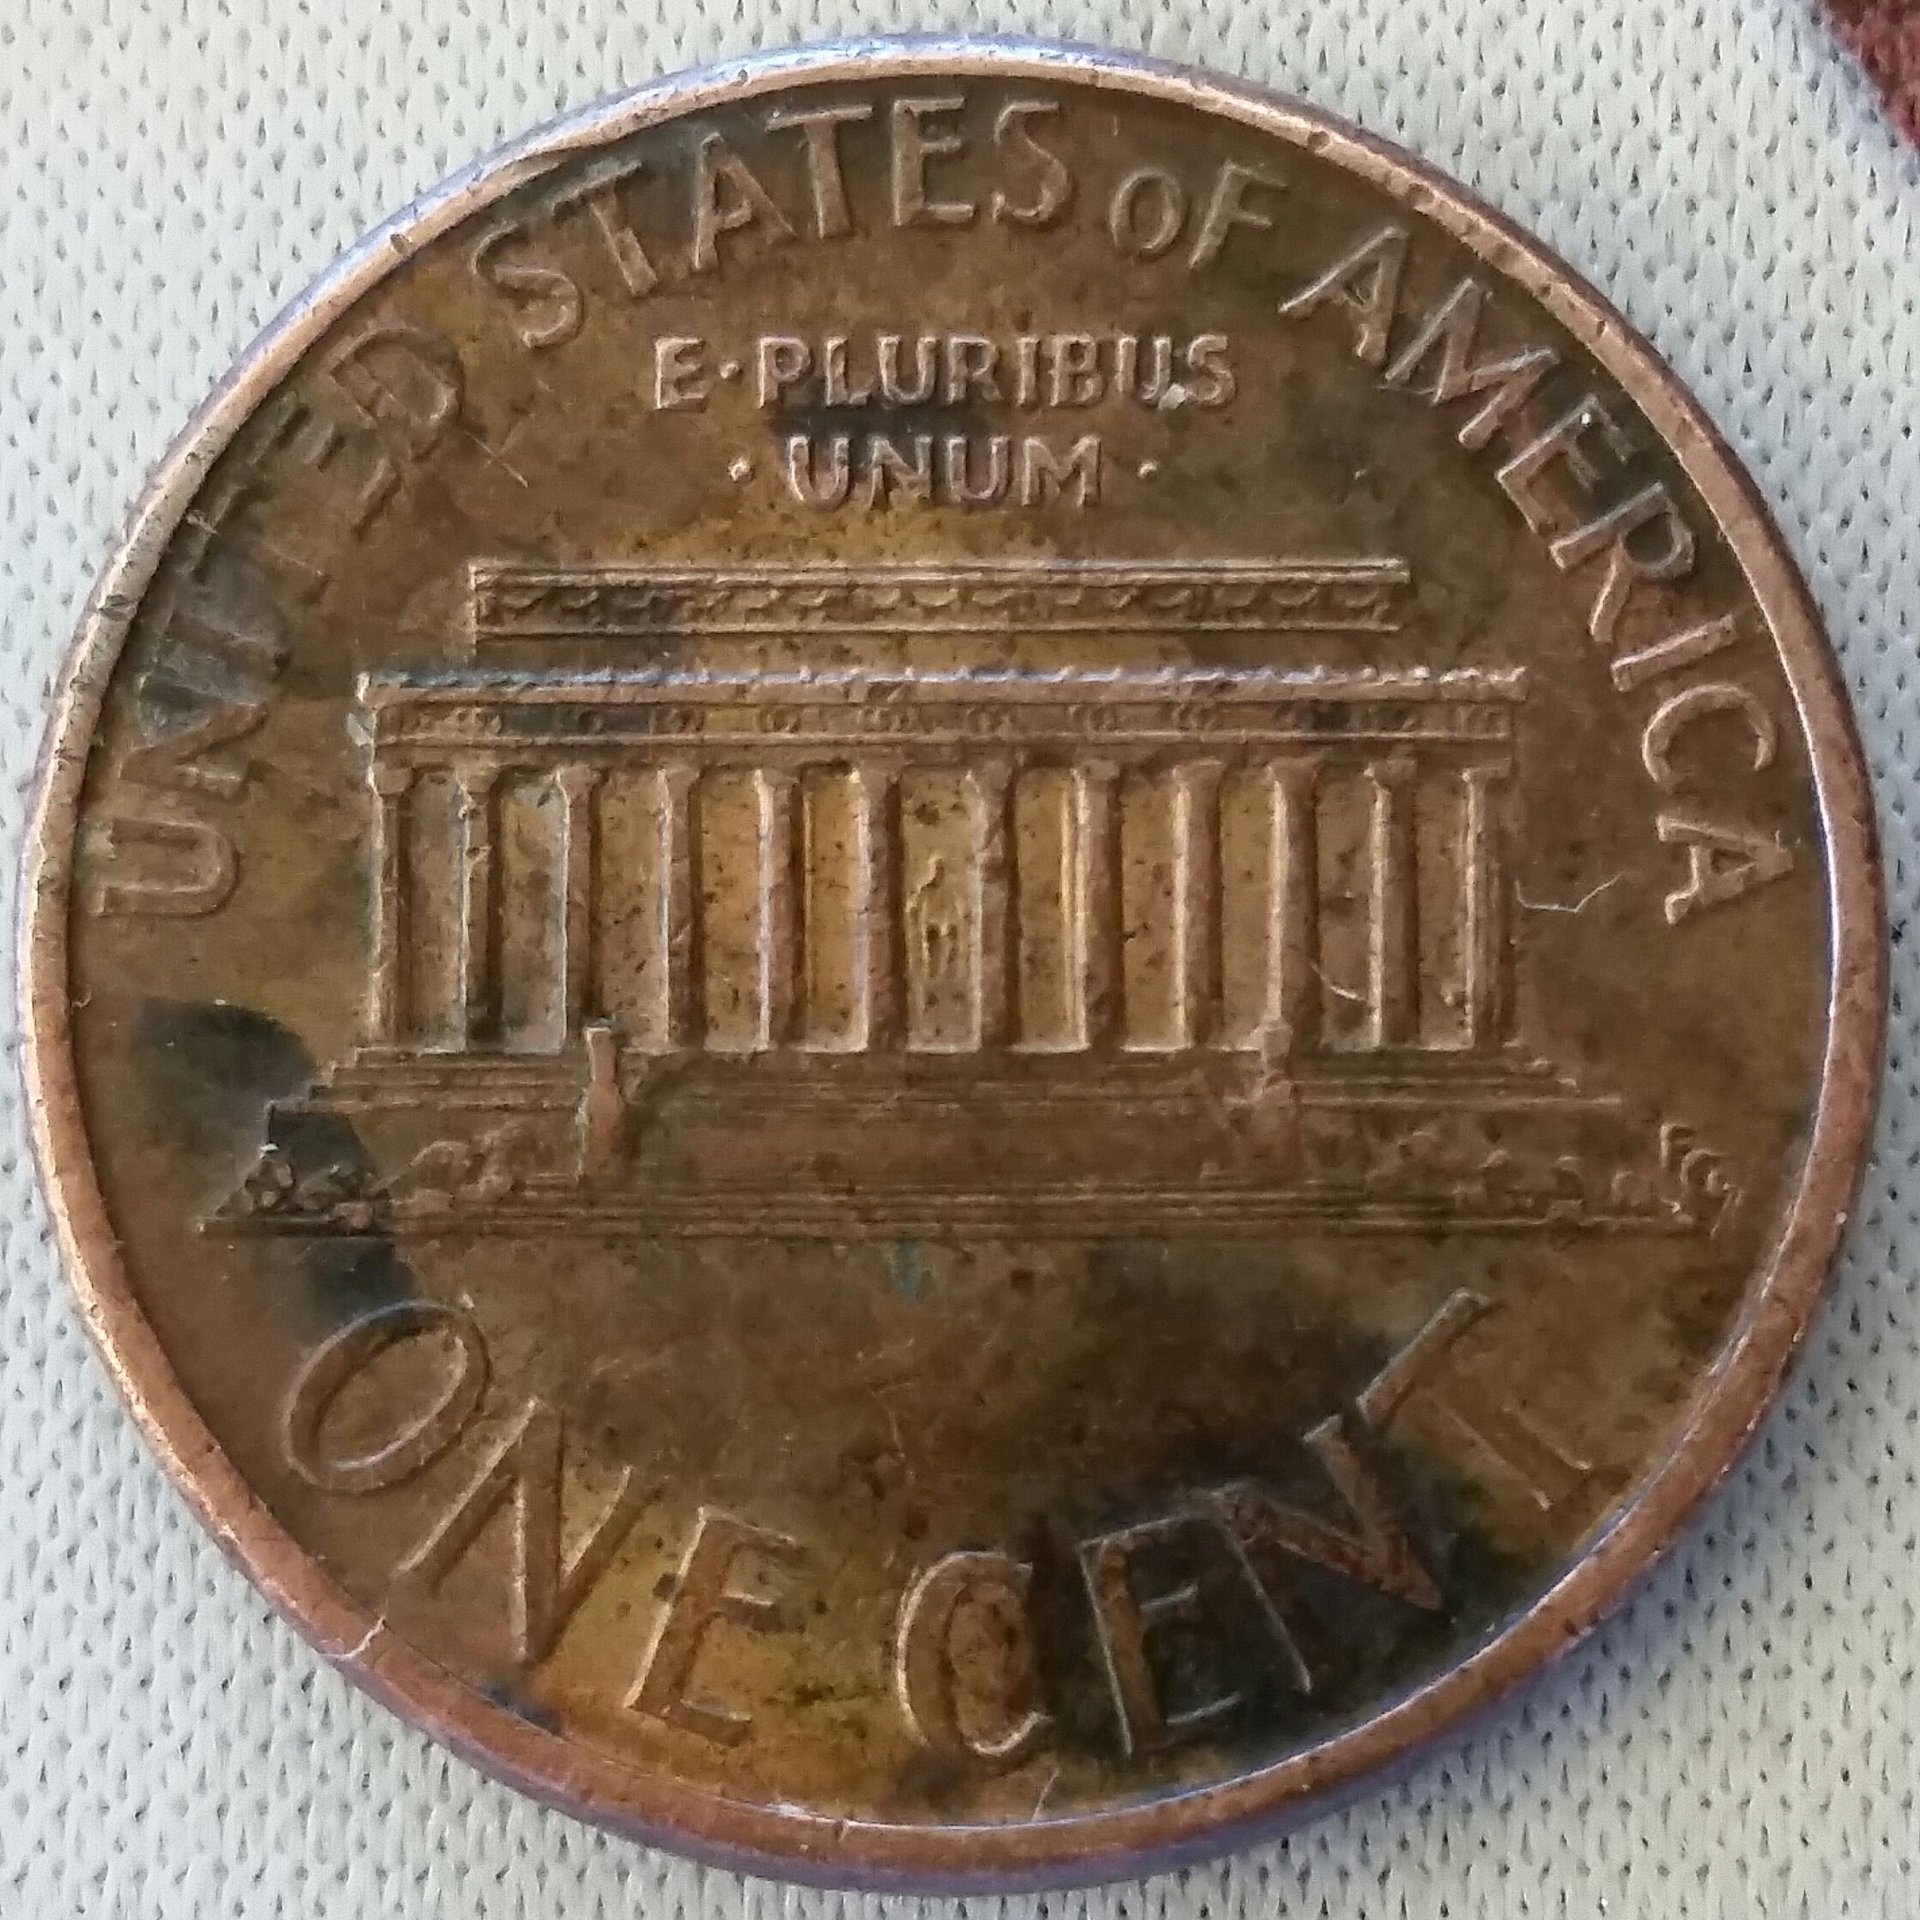 UNITED STATES OF AMERICA
E·PLURIBUS
·UNUM·
ONE CENT